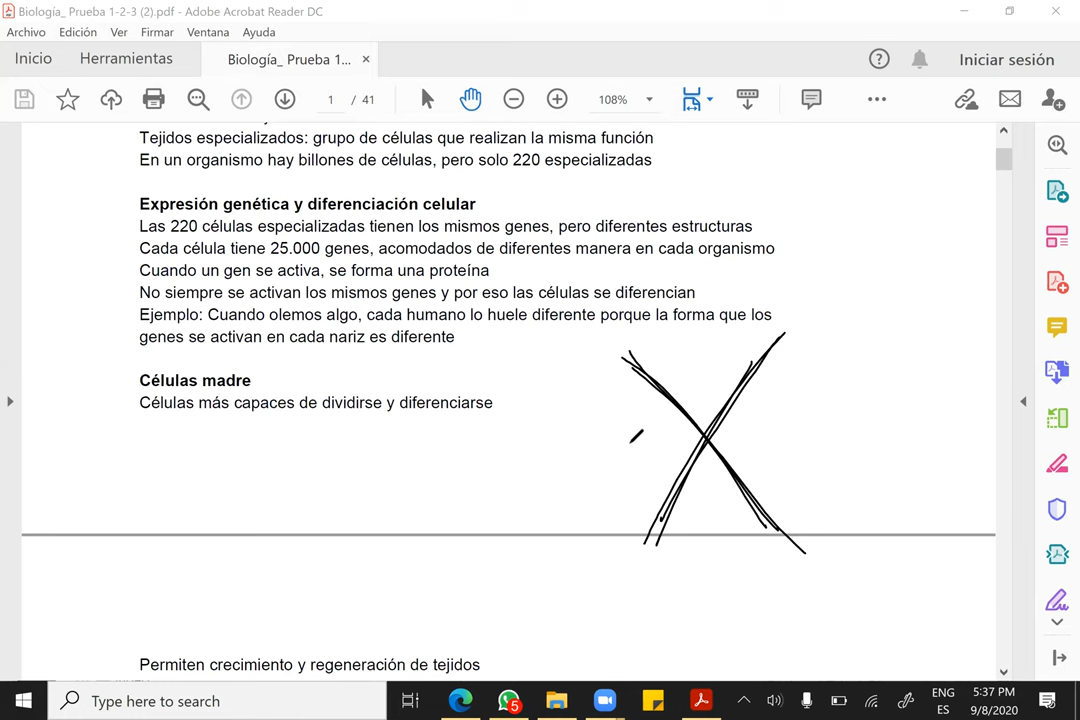 Biología_ Prueba 1-2-3 (2).pdf - Adobe Acrobat Reader DC
Archivo Edición Ver Firmar Ventana Ayuda
Inicio Herramientas Biología_ Prueba 1... × Iniciar sesión
1 / 41 108%
Tejidos especializados: grupo de células que realizan la misma función
En un organismo hay billones de células, pero solo 220 especializadas
Expresión genética y diferenciación celular
Las 220 células especializadas tienen los mismos genes, pero diferentes estructuras
Cada célula tiene 25.000 genes, acomodados de diferentes manera en cada organismo
Cuando un gen se activa, se forma una proteína
No siempre se activan los mismos genes y por eso las células se diferencian
Ejemplo: Cuando olemos algo, cada humano lo huele diferente porque la forma que los
genes se activan en cada nariz es diferente
Células madre
Células más capaces de dividirse y diferenciarse
Permiten crecimiento y regeneración de tejidos
Type here to search
5
ENG
ES
5:37 PM
9/8/2020